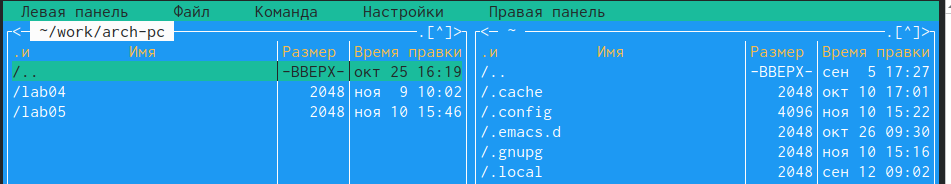 Левая панель Файл Команда Настройки Правая панель
<— ~/work/arch-pc .[^]> <— ~ .[^]>
.и Имя Размер Время правки .и Имя Размер Время правки
/.. -ВВЕРХ- окт 25 16:19 /.. -ВВЕРХ- сен 5 17:27
/lab04 2048 ноя 9 10:02 /.cache 2048 окт 10 17:01
/lab05 2048 ноя 10 15:46 /.config 4096 ноя 10 15:22
/.emacs.d 2048 окт 26 09:30
/.gnupg 2048 ноя 10 15:16
/.local 2048 сен 12 09:02